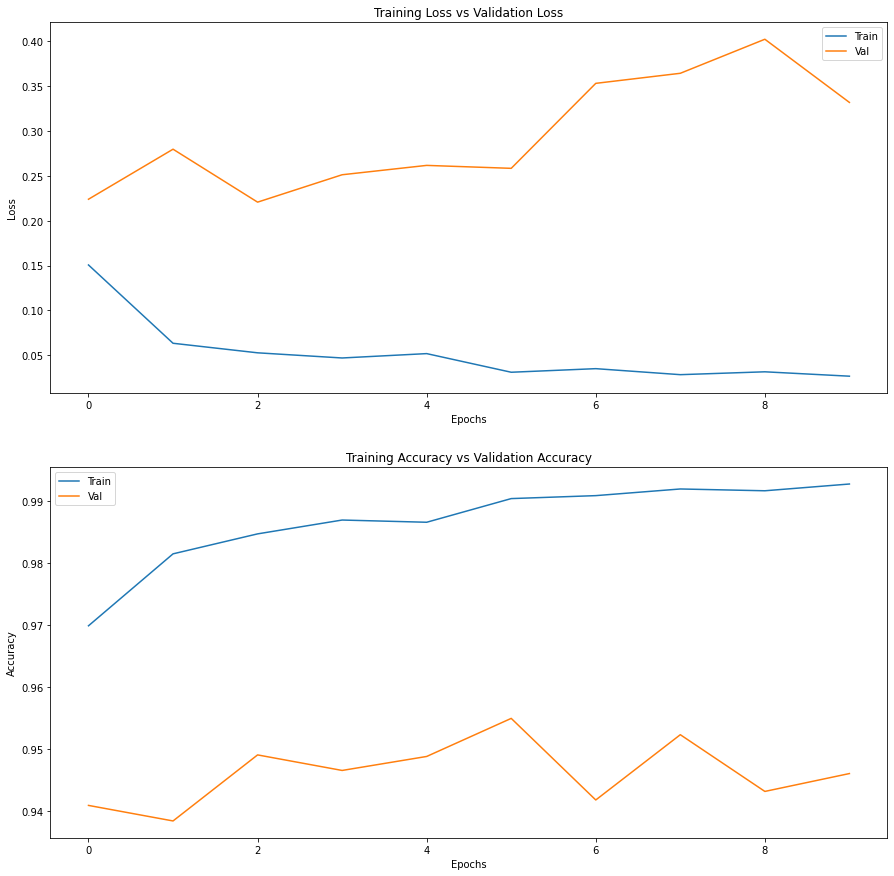 Training Loss vs Validation Loss
Train
Val
0.40
0.35
0.30
0.25
0.20
0.15
0.10
0.05
Loss
0 2 4 6 8
Epochs
Training Accuracy vs Validation Accuracy
Train
Val
0.99
0.98
0.97
0.96
0.95
0.94
Accuracy
0 2 4 6 8
Epochs